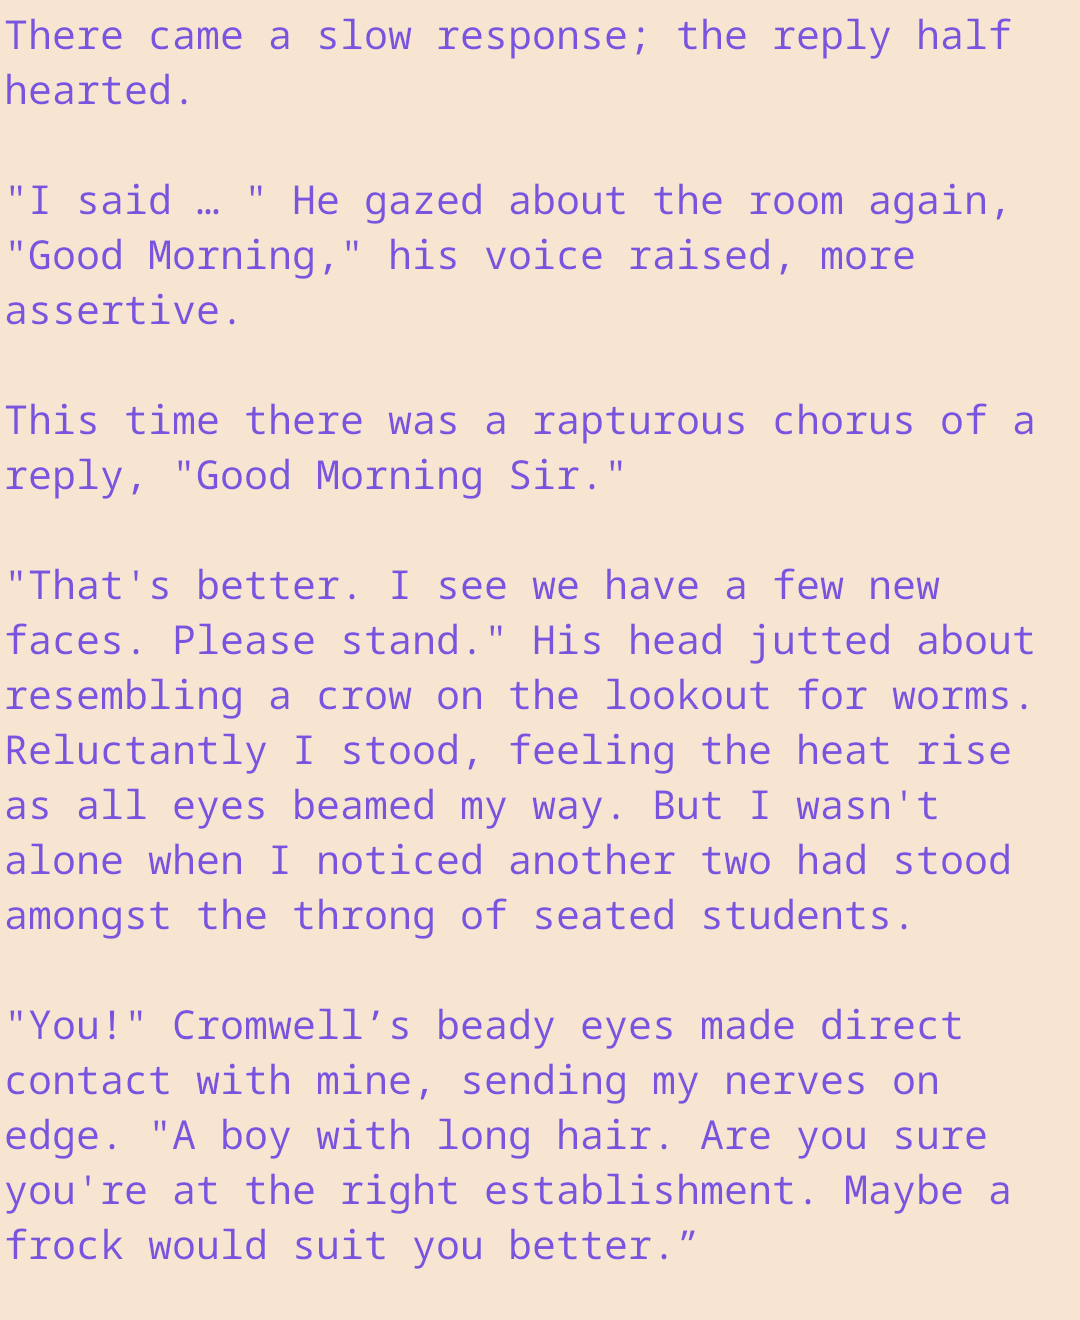 There came a slow response; the reply half
hearted.
"I said … " He gazed about the room again,
"Good Morning," his voice raised, more
assertive.
This time there was a rapturous chorus of a
reply, "Good Morning Sir."
"That's better. I see we have a few new
faces. Please stand." His head jutted about
resembling a crow on the lookout for worms.
Reluctantly I stood, feeling the heat rise
as all eyes beamed my way. But I wasn't
alone when I noticed another two had stood
amongst the throng of seated students.
"You!" Cromwell’s beady eyes made direct
contact with mine, sending my nerves on
edge. "A boy with long hair. Are you sure
you're at the right establishment. Maybe a
frock would suit you better.”